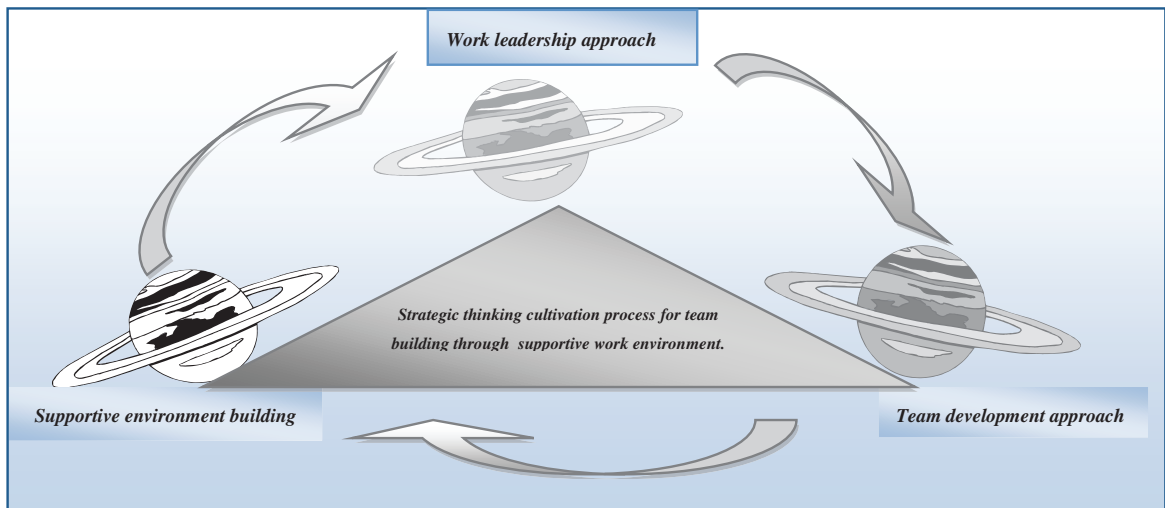 Work leadership approach
Strategic thinking cultivation process for team
building through supportive work environment.
Supportive environment building
Team development approach